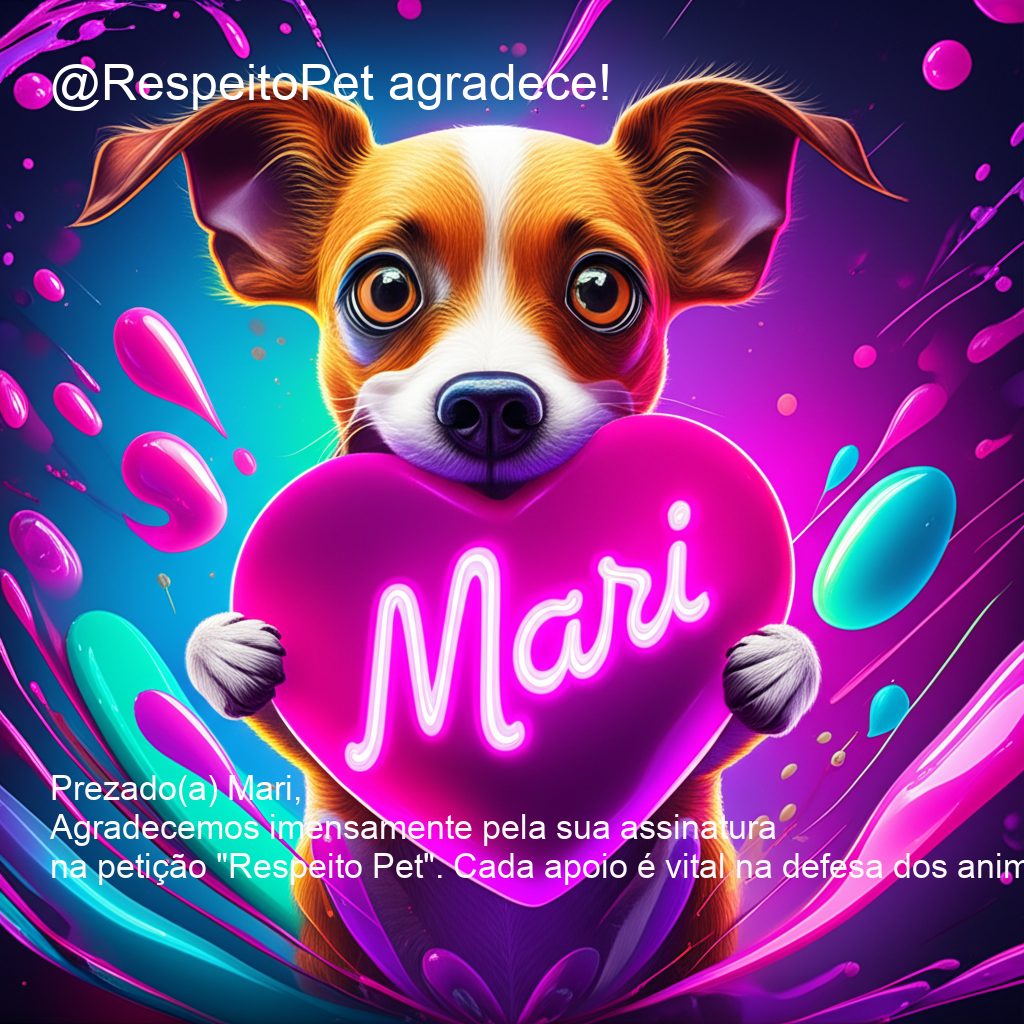 @RespeitoPet agradece!
Mari
Prezado(a) Mari,
Agradecemos imensamente pela sua assinatura
na petição "Respeito Pet". Cada apoio é vital na defesa dos anim